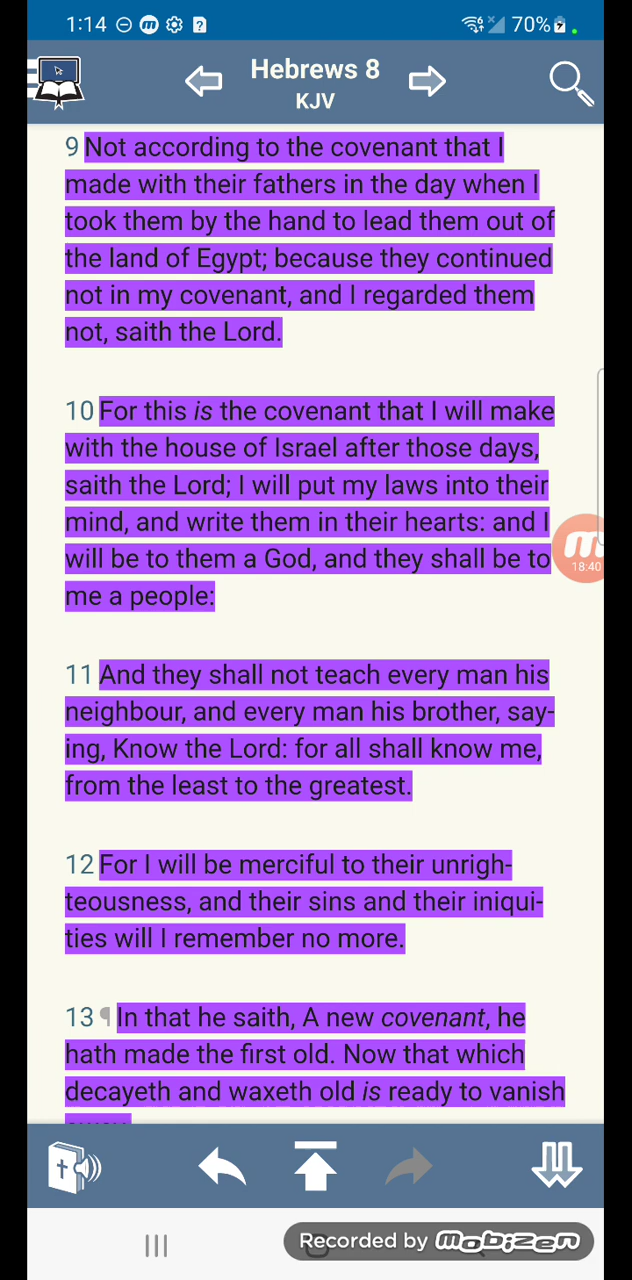 1:14 70%
Hebrews 8
KJV
9 Not according to the covenant that I
made with their fathers in the day when I
took them by the hand to lead them out of
the land of Egypt; because they continued
not in my covenant, and I regarded them
not, saith the Lord.
10 For this is the covenant that I will make
with the house of Israel after those days,
saith the Lord; I will put my laws into their
mind, and write them in their hearts: and I
will be to them a God, and they shall be to
me a people:
m
18:40
11 And they shall not teach every man his
neighbour, and every man his brother, say-
ing, Know the Lord: for all shall know me,
from the least to the greatest.
12 For I will be merciful to their unrigh-
teousness, and their sins and their iniqui-
ties will I remember no more.
13 ¶ In that he saith, A new covenant, he
hath made the first old. Now that which
decayeth and waxeth old is ready to vanish
Recorded by mobizen